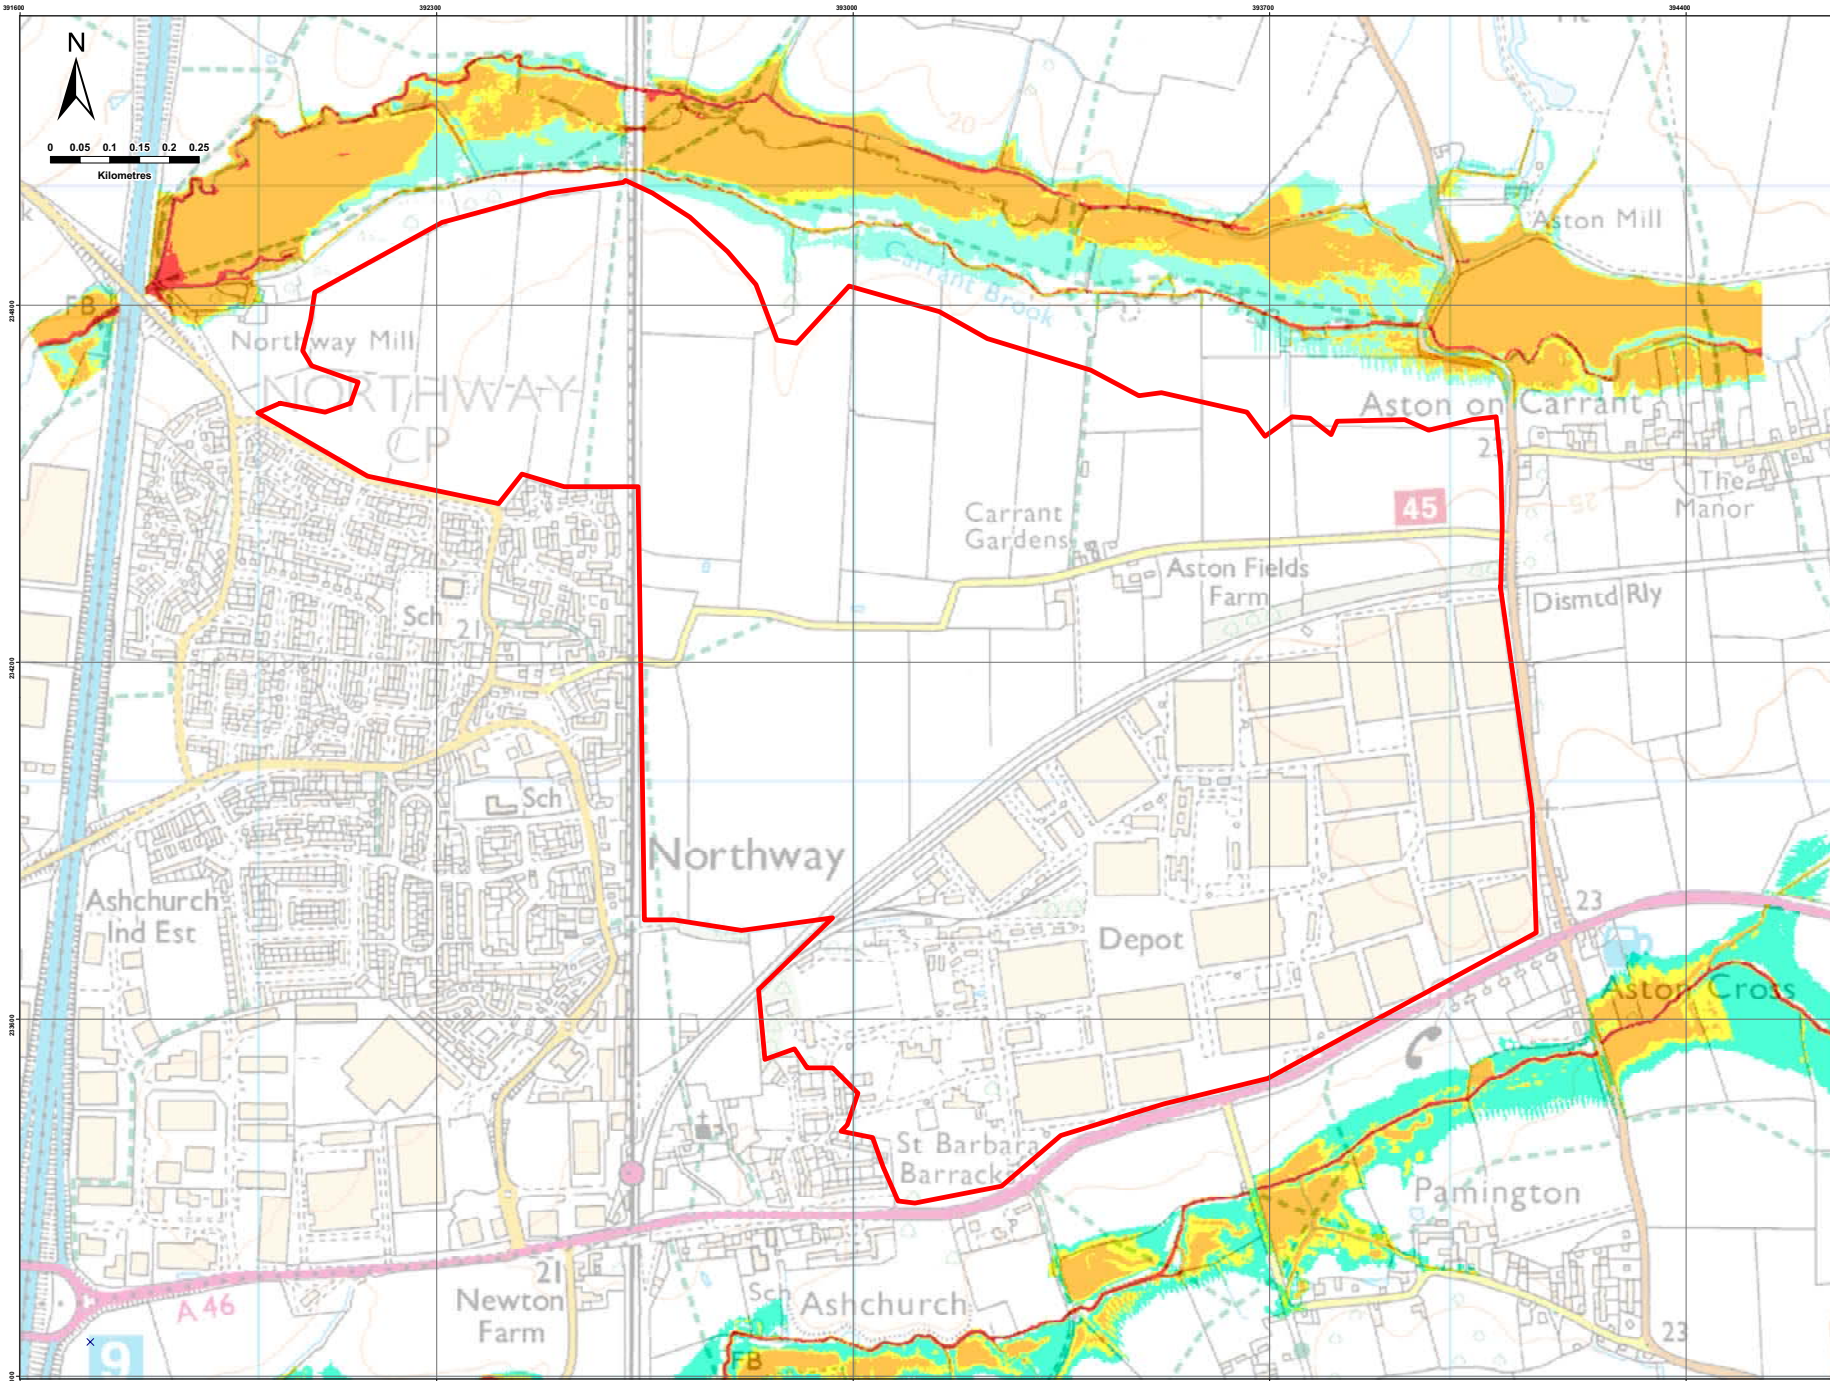 391600 392300 393000 393700 394400
N
0 0.05 0.1 0.15 0.2 0.25
Kilometres
20
Aston Mill
Carrant Brook
FB
Northway Mill
NORTHWAY
CP
Aston on Carrant
The
Manor
25
45
Carrant
Gardens
Aston Fields
Farm
Dismtd Rly
Sch
21
234200
Sch
Northway
Ashchurch
Ind Est
Depot
23
Aston Cross
St Barbara
Barracks
Pamington
21
Newton
Farm
A 46
Sch
Ashchurch
FB
23
9